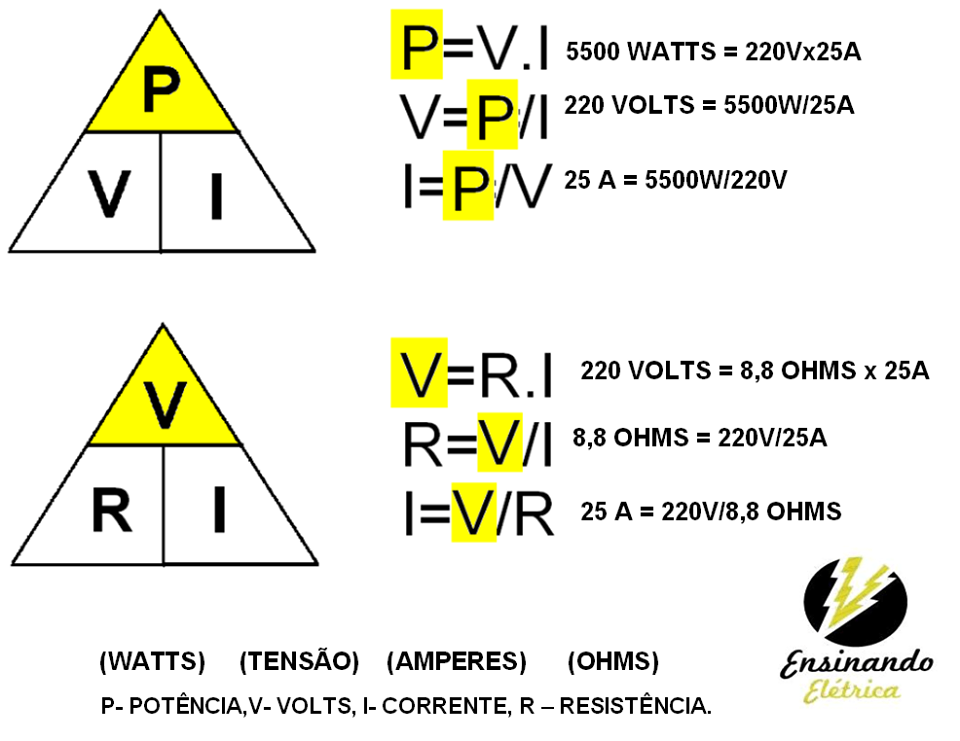 P
V I
P=V.I 5500 WATTS = 220Vx25A
V=P/I 220 VOLTS = 5500W/25A
I=P/V 25 A = 5500W/220V
V
R I
V=R.I 220 VOLTS = 8,8 OHMS x 25A
R=V/I 8,8 OHMS = 220V/25A
I=V/R 25 A = 220V/8,8 OHMS
Ensinando
Elétrica
(WATTS) (TENSÃO) (AMPERES) (OHMS)
P- POTÊNCIA,V- VOLTS, I- CORRENTE, R – RESISTÊNCIA.